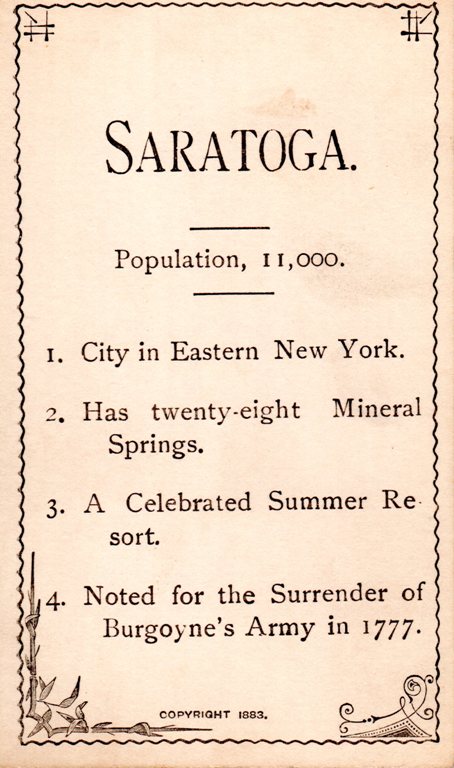 SARATOGA.
Population, 11,000.
1. City in Eastern New York.
2. Has twenty-eight Mineral
Springs.
3. A Celebrated Summer Re-
sort.
4. Noted for the Surrender of
Burgoyne's Army in 1777.
COPYRIGHT 1883.